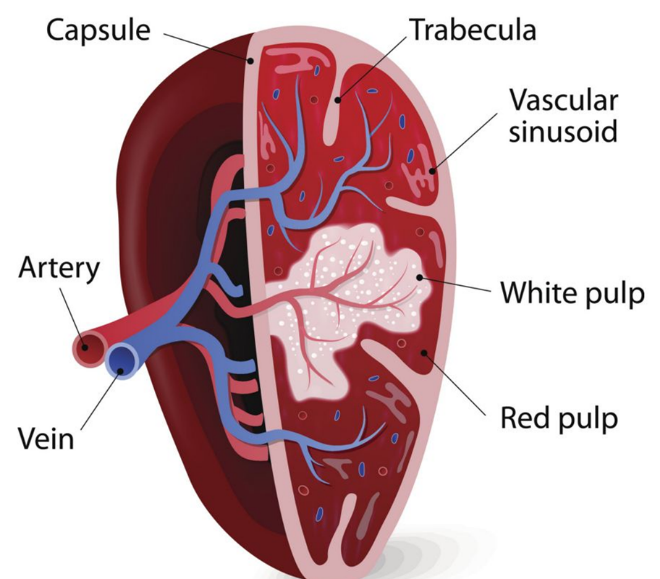 Capsule
Trabecula
Vascular
sinusoid
Artery
White pulp
Red pulp
Vein